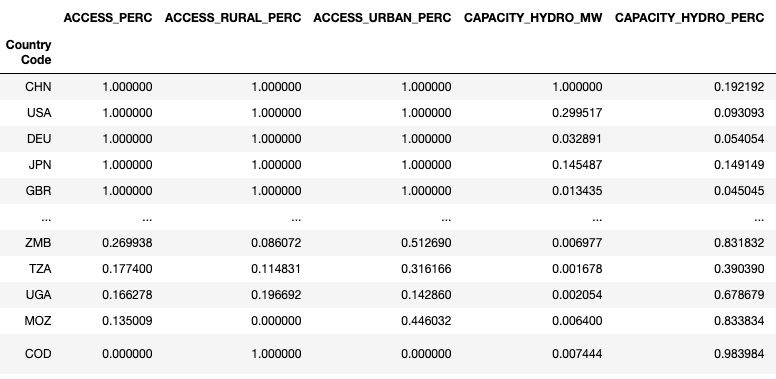 ACCESS_PERC ACCESS_RURAL_PERC ACCESS_URBAN_PERC CAPACITY_HYDRO_MW CAPACITY_HYDRO_PERC
Country
Code
CHN 1.000000 1.000000 1.000000 1.000000 0.192192
USA 1.000000 1.000000 1.000000 0.299517 0.093093
DEU 1.000000 1.000000 1.000000 0.032891 0.054054
JPN 1.000000 1.000000 1.000000 0.145487 0.149149
GBR 1.000000 1.000000 1.000000 0.013435 0.045045
... ... ... ... ... ...
ZMB 0.269938 0.086072 0.512690 0.006977 0.831832
TZA 0.177400 0.114831 0.316166 0.001678 0.390390
UGA 0.166278 0.196692 0.142860 0.002054 0.678679
MOZ 0.135009 0.000000 0.446032 0.006400 0.833834
COD 0.000000 1.000000 0.000000 0.007444 0.983984